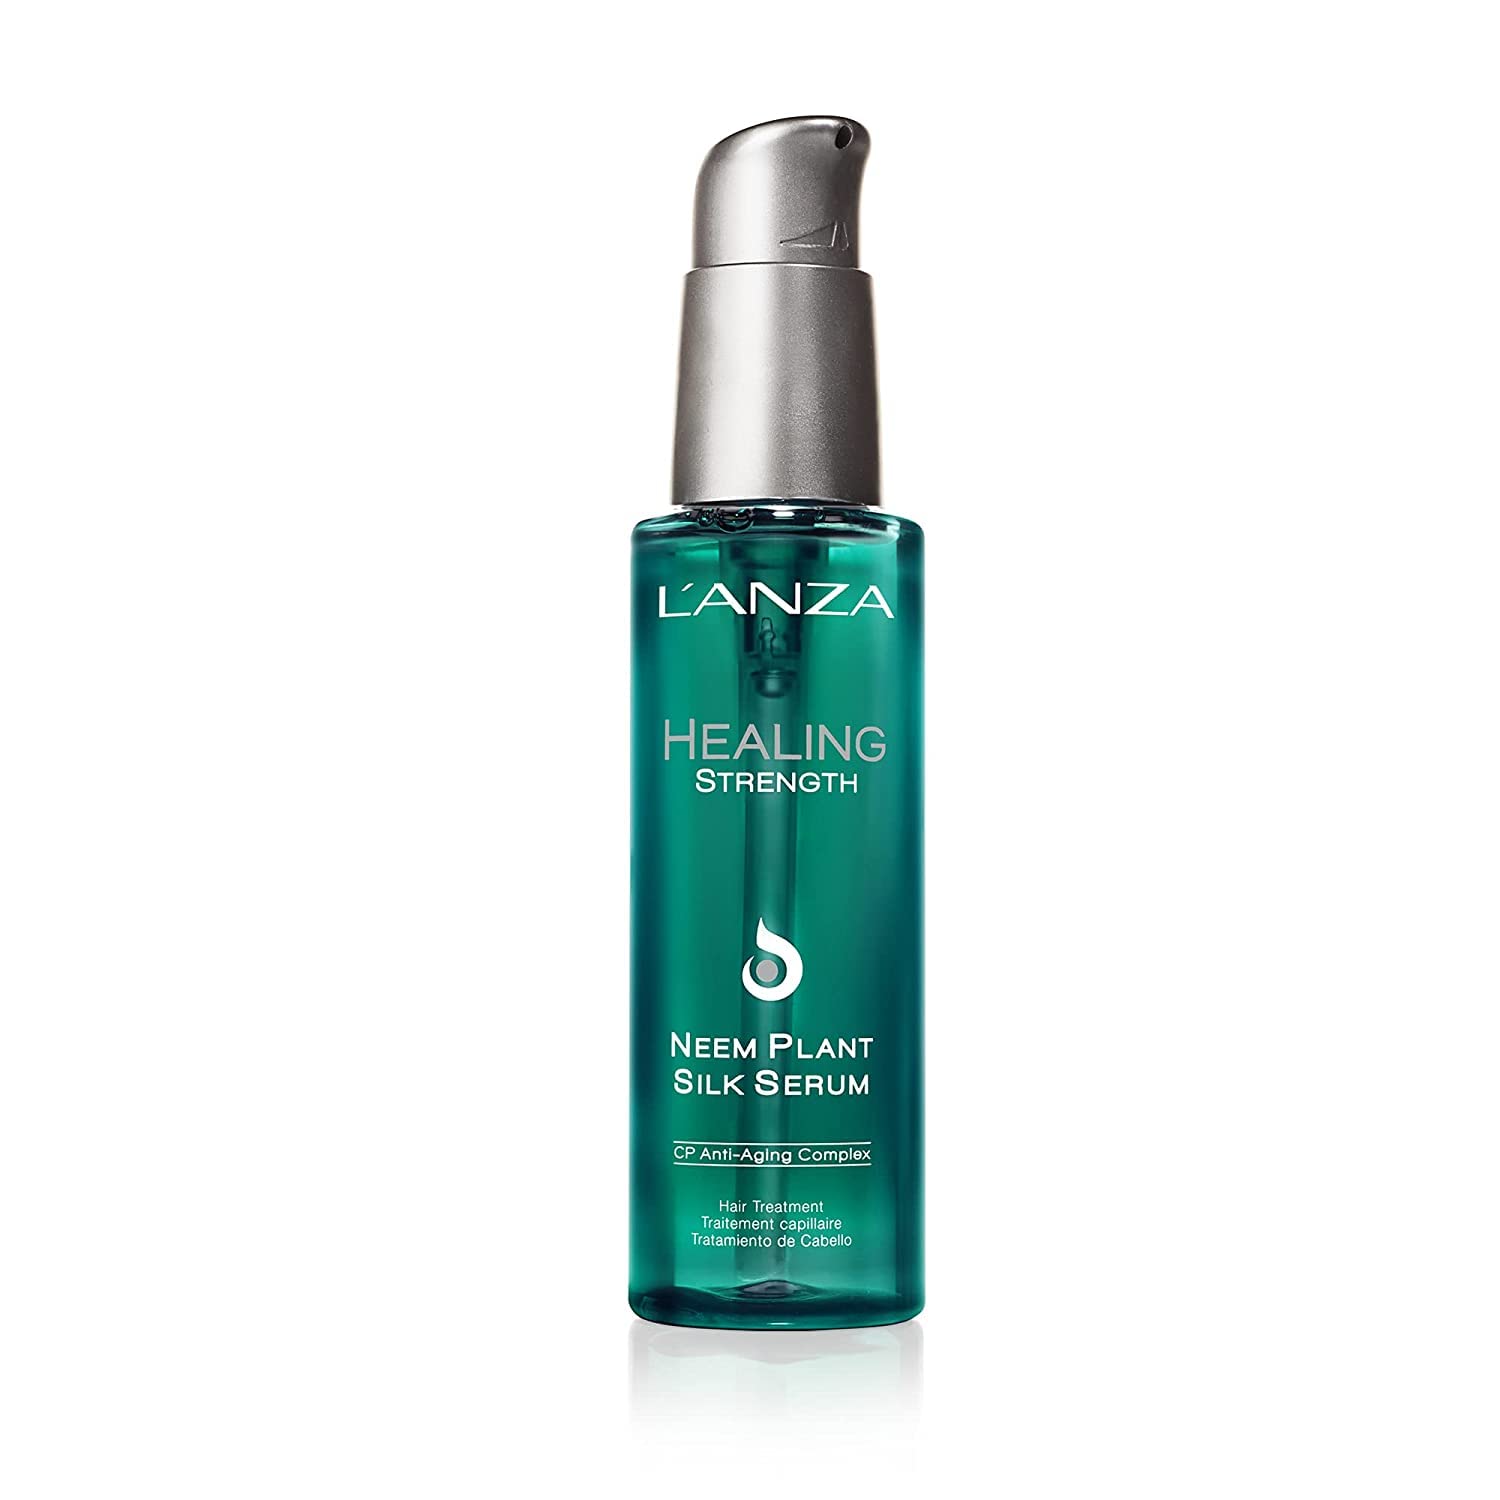 L'ANZA
HEALING
STRENGTH
NEEM PLANT
SILK SERUM
CP Anti-Aging Complex
Hair Treatment
Traitement capillaire
Tratamiento de Cabello